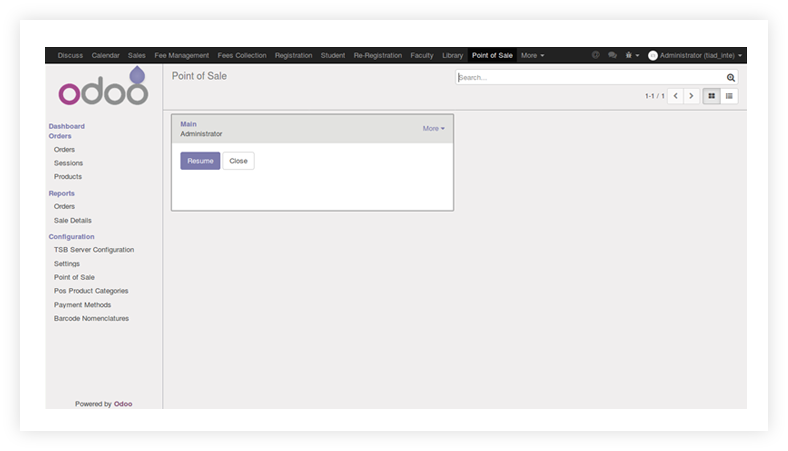 Discuss Calendar Sales Fee Management Fees Collection Registration Student Re-Registration Faculty Library Point of Sale More Administrator (tiad_inte)
odoo
Point of Sale
Search...
1-1 / 1
Dashboard
Orders
Orders
Sessions
Products
Reports
Orders
Sale Details
Configuration
TSB Server Configuration
Settings
Point of Sale
Pos Product Categories
Payment Methods
Barcode Nomenclatures
Powered by Odoo
Main
Administrator
More
Resume Close